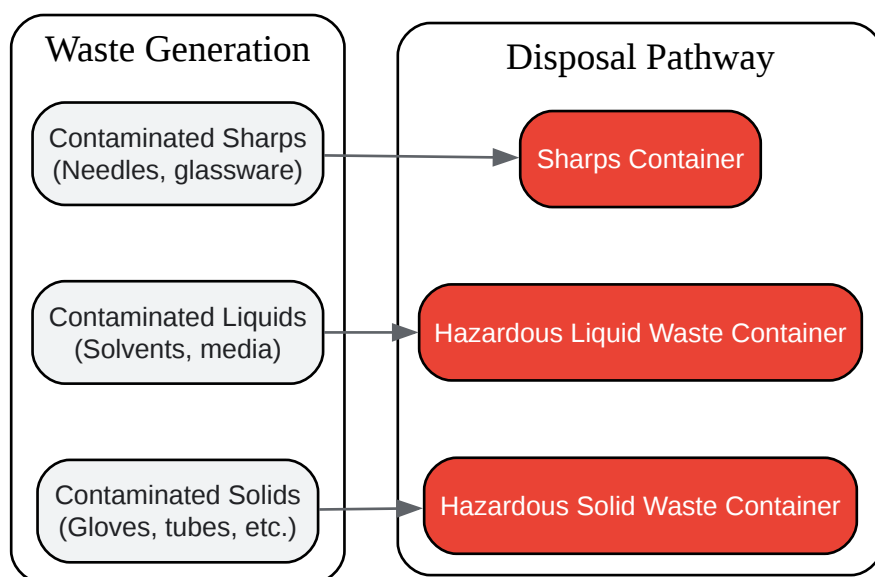 Waste Generation
Disposal Pathway
Contaminated Sharps
(Needles, glassware)
Sharps Container
Contaminated Liquids
(Solvents, media)
Hazardous Liquid Waste Container
Contaminated Solids
(Gloves, tubes, etc.)
Hazardous Solid Waste Container